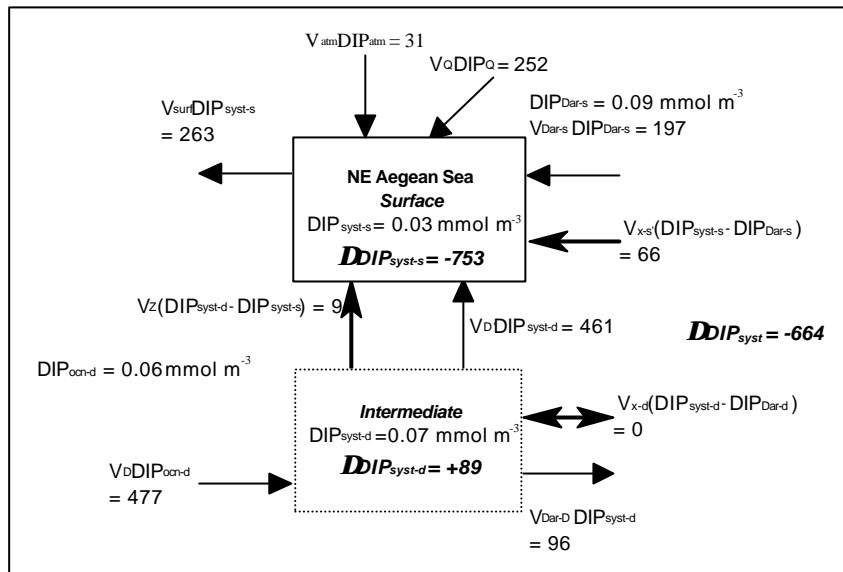 VatmDIPatm = 31
VQDIPQ = 252
VsurfDIPsyst-s
= 263
DIPDar-s = 0.09 mmol m-3
VDar-s DIPDar-s = 197
NE Aegean Sea
Surface
DIPsyst-s = 0.03 mmol m-3
DDIPsyst-s = -753
Vx-s'(DIPsyst-s - DIPDar-s)
= 66
VZ(DIPsyst-d - DIPsyst-s) = 9
VDDIPsyst-d = 461
DDIPsyst = -664
DIPocn-d = 0.06 mmol m-3
Intermediate
DIPsyst-d =0.07 mmol m-3
DDIPsyst-d = +89
Vx-d(DIPsyst-d - DIPDar-d)
= 0
VDDIPocn-d
= 477
VDar-D DIPsyst-d
= 96